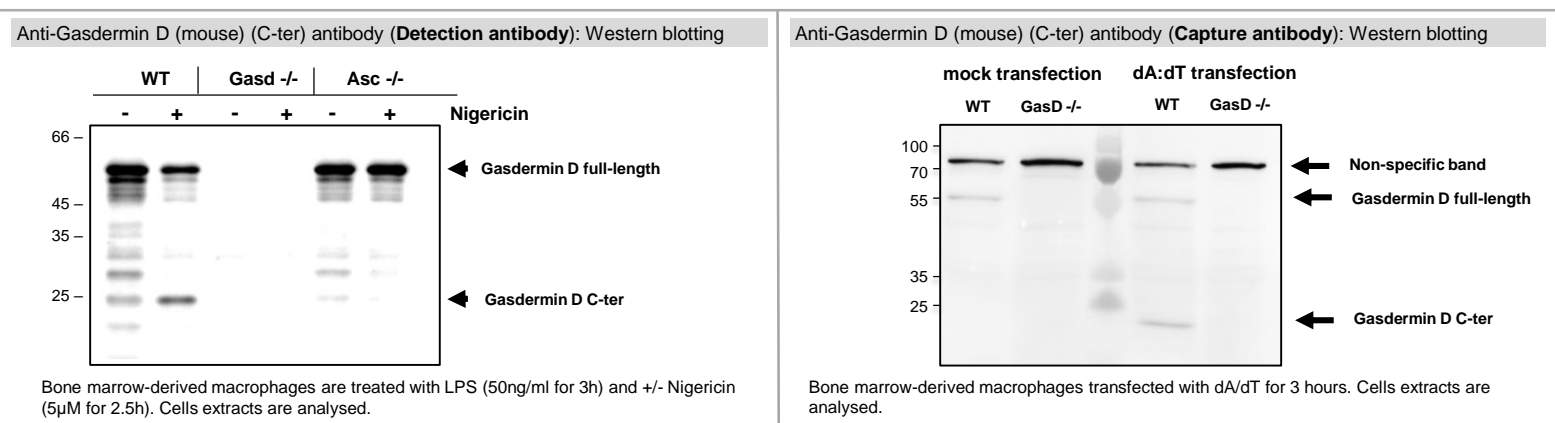 Anti-Gasdermin D (mouse) (C-ter) antibody (Detection antibody): Western blotting
WT Gasd -/- Asc -/-
- + - + - + Nigericin
66 –
Gasdermin D full-length
45 –
35 –
25 –
Gasdermin D C-ter
Bone marrow-derived macrophages are treated with LPS (50ng/ml for 3h) and +/- Nigericin
(5µM for 2.5h). Cells extracts are analysed.
Anti-Gasdermin D (mouse) (C-ter) antibody (Capture antibody): Western blotting
mock transfection dA:dT transfection
WT GasD -/- WT GasD -/-
100
70
Non-specific band
55
Gasdermin D full-length
35
25
Gasdermin D C-ter
Bone marrow-derived macrophages transfected with dA/dT for 3 hours. Cells extracts are
analysed.